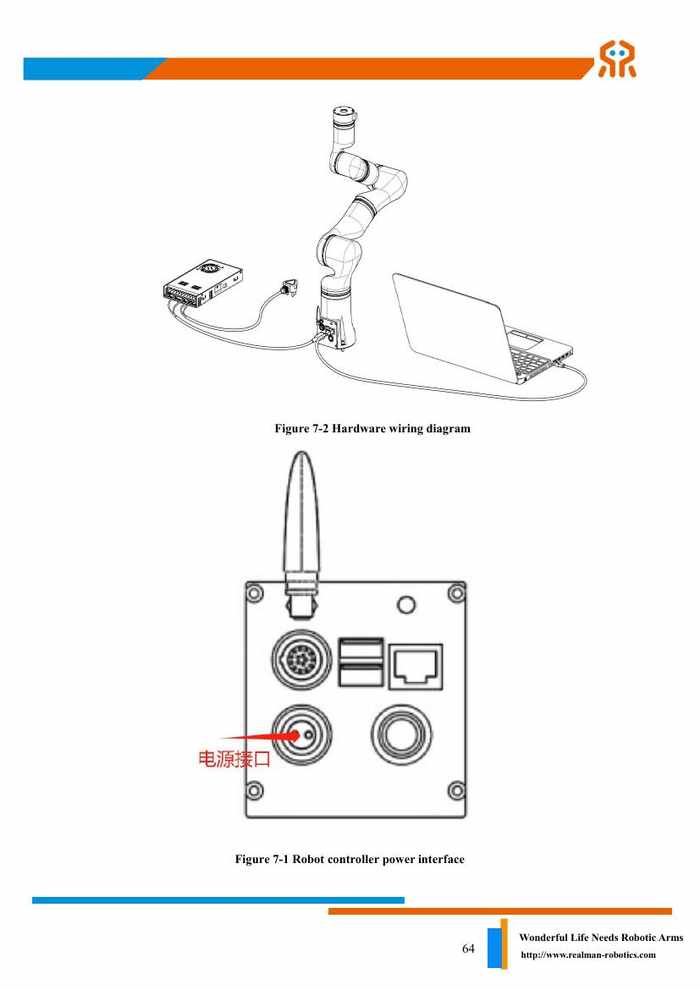 Figure 7-2 Hardware wiring diagram
电源接口
Figure 7-1 Robot controller power interface
64
Wonderful Life Needs Robotic Arms
http://www.realman-robotics.com